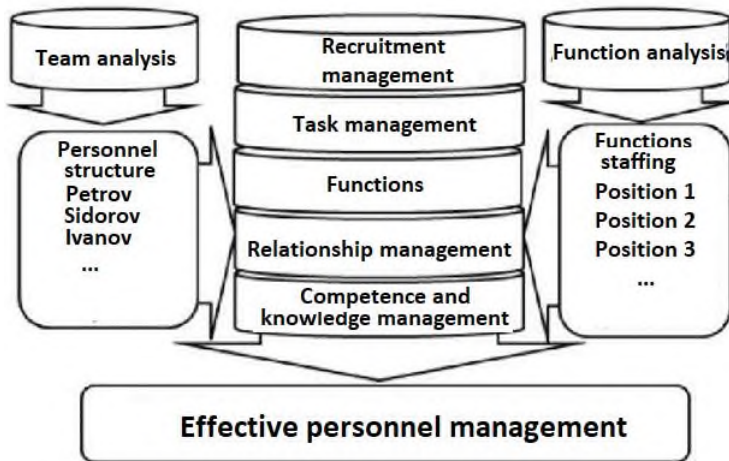 Team analysis
Recruitment
management
Function analysis
Task management
Personnel
structure
Petrov
Sidorov
Ivanov
...
Functions
Relationship management
Competence and
knowledge management
Functions
staffing
Position 1
Position 2
Position 3
...
Effective personnel management